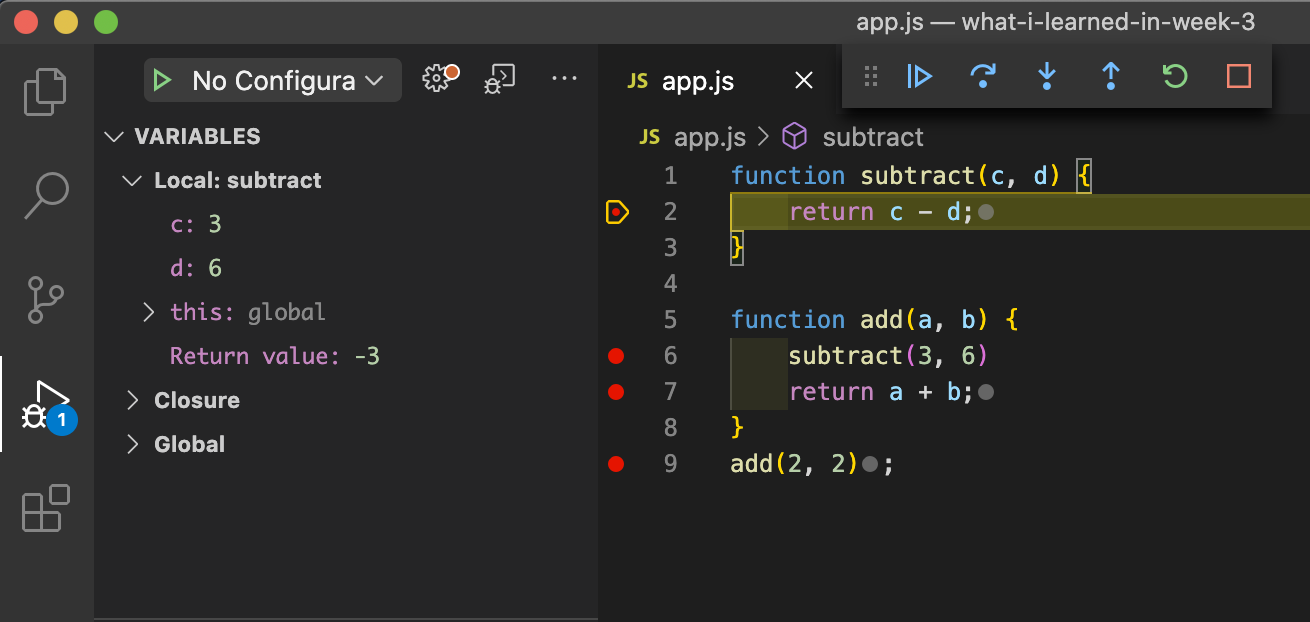 app.js — what-i-learned-in-week-3
No Configura
JS app.js
VARIABLES
Local: subtract
c: 3
d: 6
this: global
Return value: -3
Closure
Global
1
JS app.js > subtract
1 function subtract(c, d) {
2 return c - d;
3 }
4
5 function add(a, b) {
6 subtract(3, 6)
7 return a + b;
8 }
9 add(2, 2);